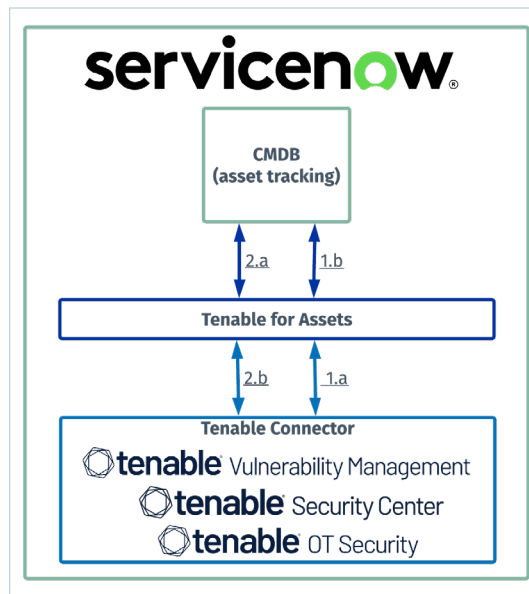 servicenow®
CMDB
(asset tracking)
2.a
1.b
Tenable for Assets
2.b
1.a
Tenable Connector
tenable® Vulnerability Management
tenable® Security Center
tenable® OT Security